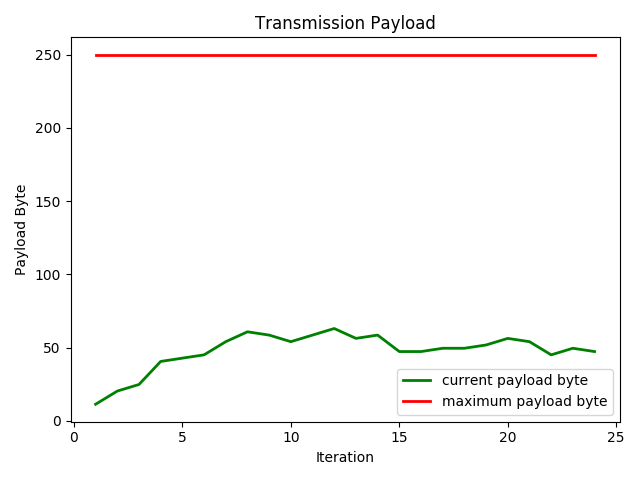 Transmission Payload
250
200
150
100
50
0
Payload Byte
current payload byte
maximum payload byte
0 5 10 15 20 25
Iteration